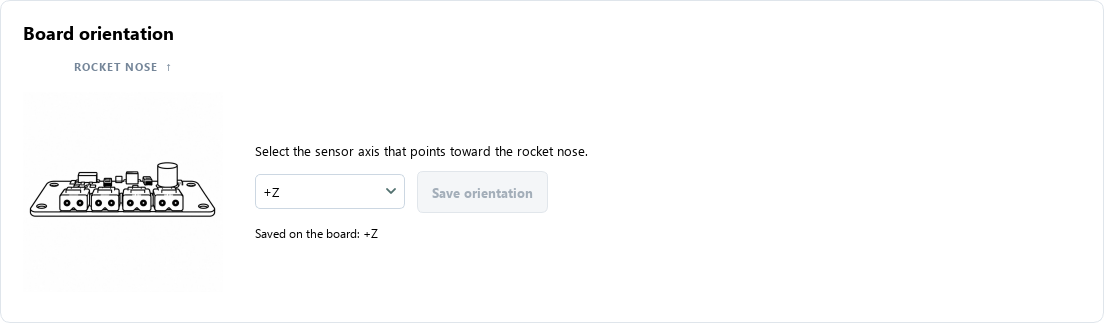 Board orientation
ROCKET NOSE ↑
Select the sensor axis that points toward the rocket nose.
+Z
Save orientation
Saved on the board: +Z